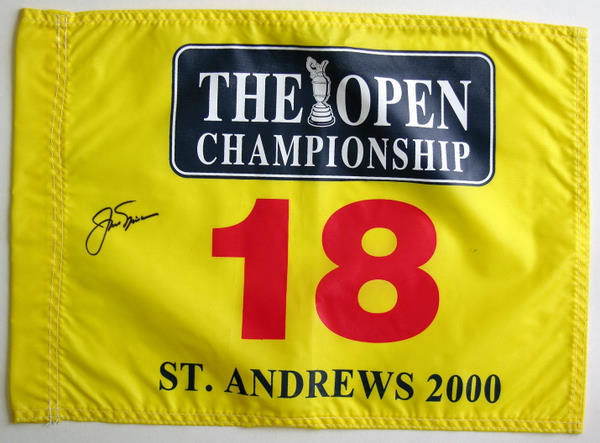 THE OPEN
CHAMPIONSHIP
18
ST. ANDREWS 2000